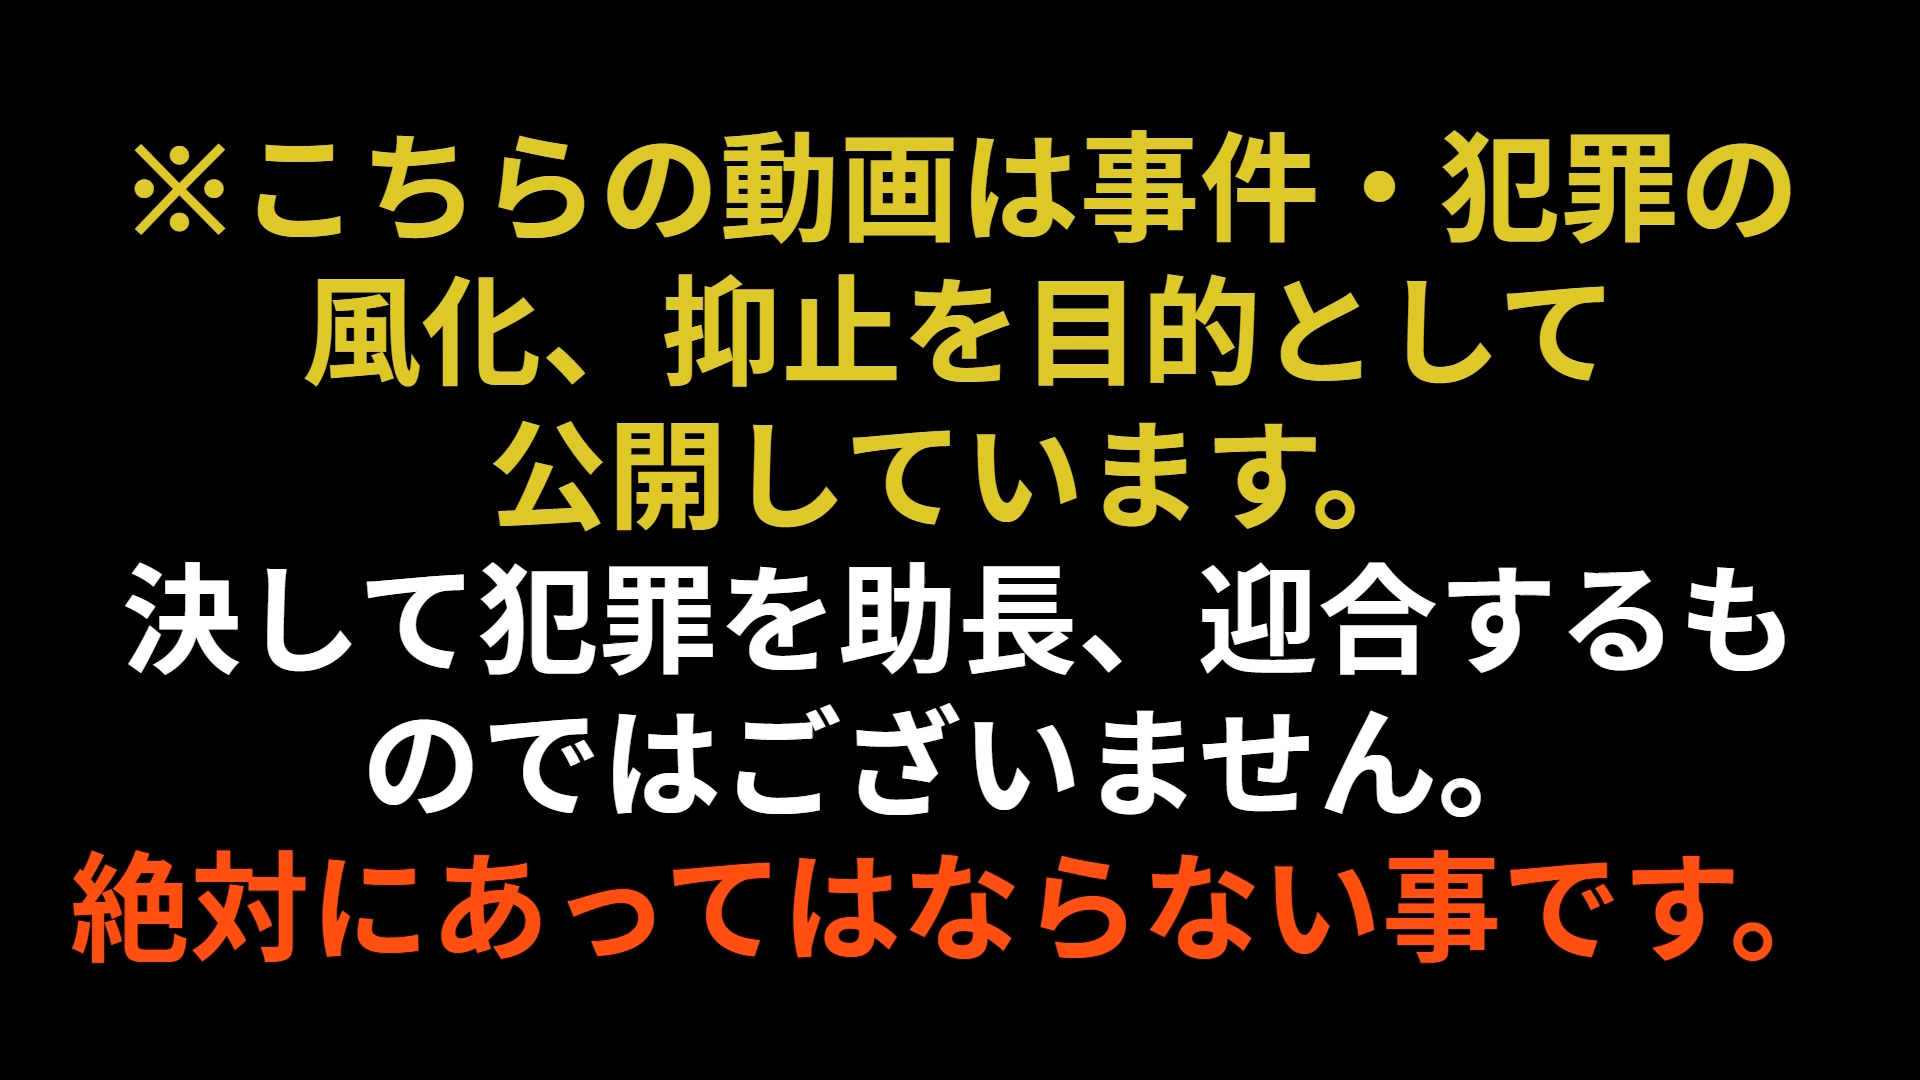 ※こちらの動画は事件・犯罪の
風化、抑止を目的として
公開しています。
決して犯罪を助長、迎合するも
のではございません。
絶対にあってはならない事です。